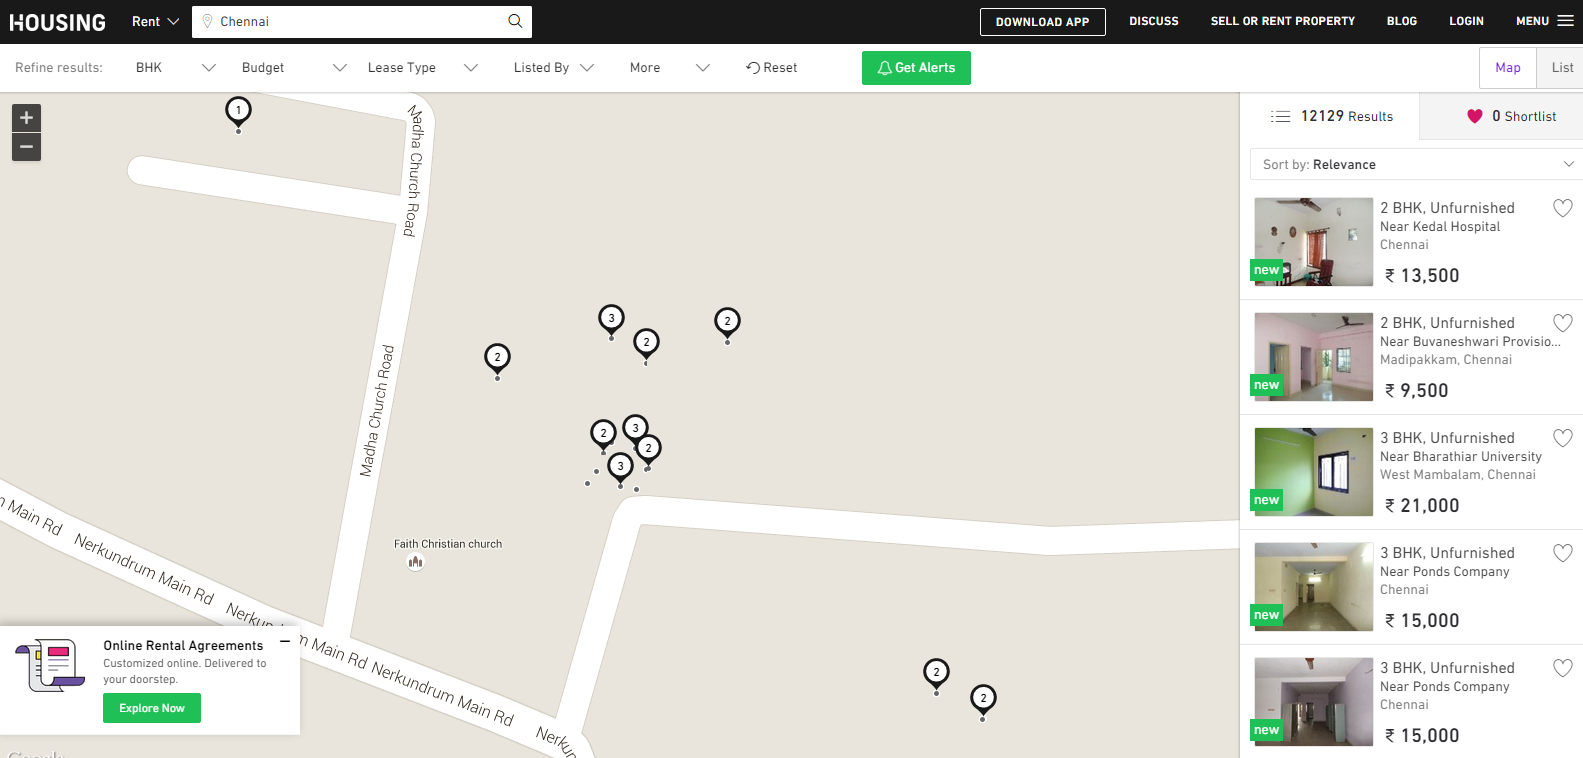 HOUSING
Rent
Chennai
DOWNLOAD APP
DISCUSS
SELL OR RENT PROPERTY
BLOG
LOGIN
MENU
Refine results:
BHK
Budget
Lease Type
Listed By
More
Reset
Get Alerts
Map
List
+
−
1
Madha Church Road
3
2
2
2
Madha Church Road
2
3
2
3
Main Rd
Nerkundrum Main Rd
Nerkundrum Main Rd
Nerkundrum Main Rd
Faith Christian church
2
2
Online Rental Agreements
Customized online. Delivered to
your doorstep.
Explore Now
Google
12129 Results
0 Shortlist
Sort by: Relevance
2 BHK, Unfurnished
Near Kedal Hospital
Chennai
new
₹ 13,500
2 BHK, Unfurnished
Near Buvaneshwari Provisio...
Madipakkam, Chennai
new
₹ 9,500
3 BHK, Unfurnished
Near Bharathiar University
West Mambalam, Chennai
new
₹ 21,000
3 BHK, Unfurnished
Near Ponds Company
Chennai
new
₹ 15,000
3 BHK, Unfurnished
Near Ponds Company
Chennai
new
₹ 15,000